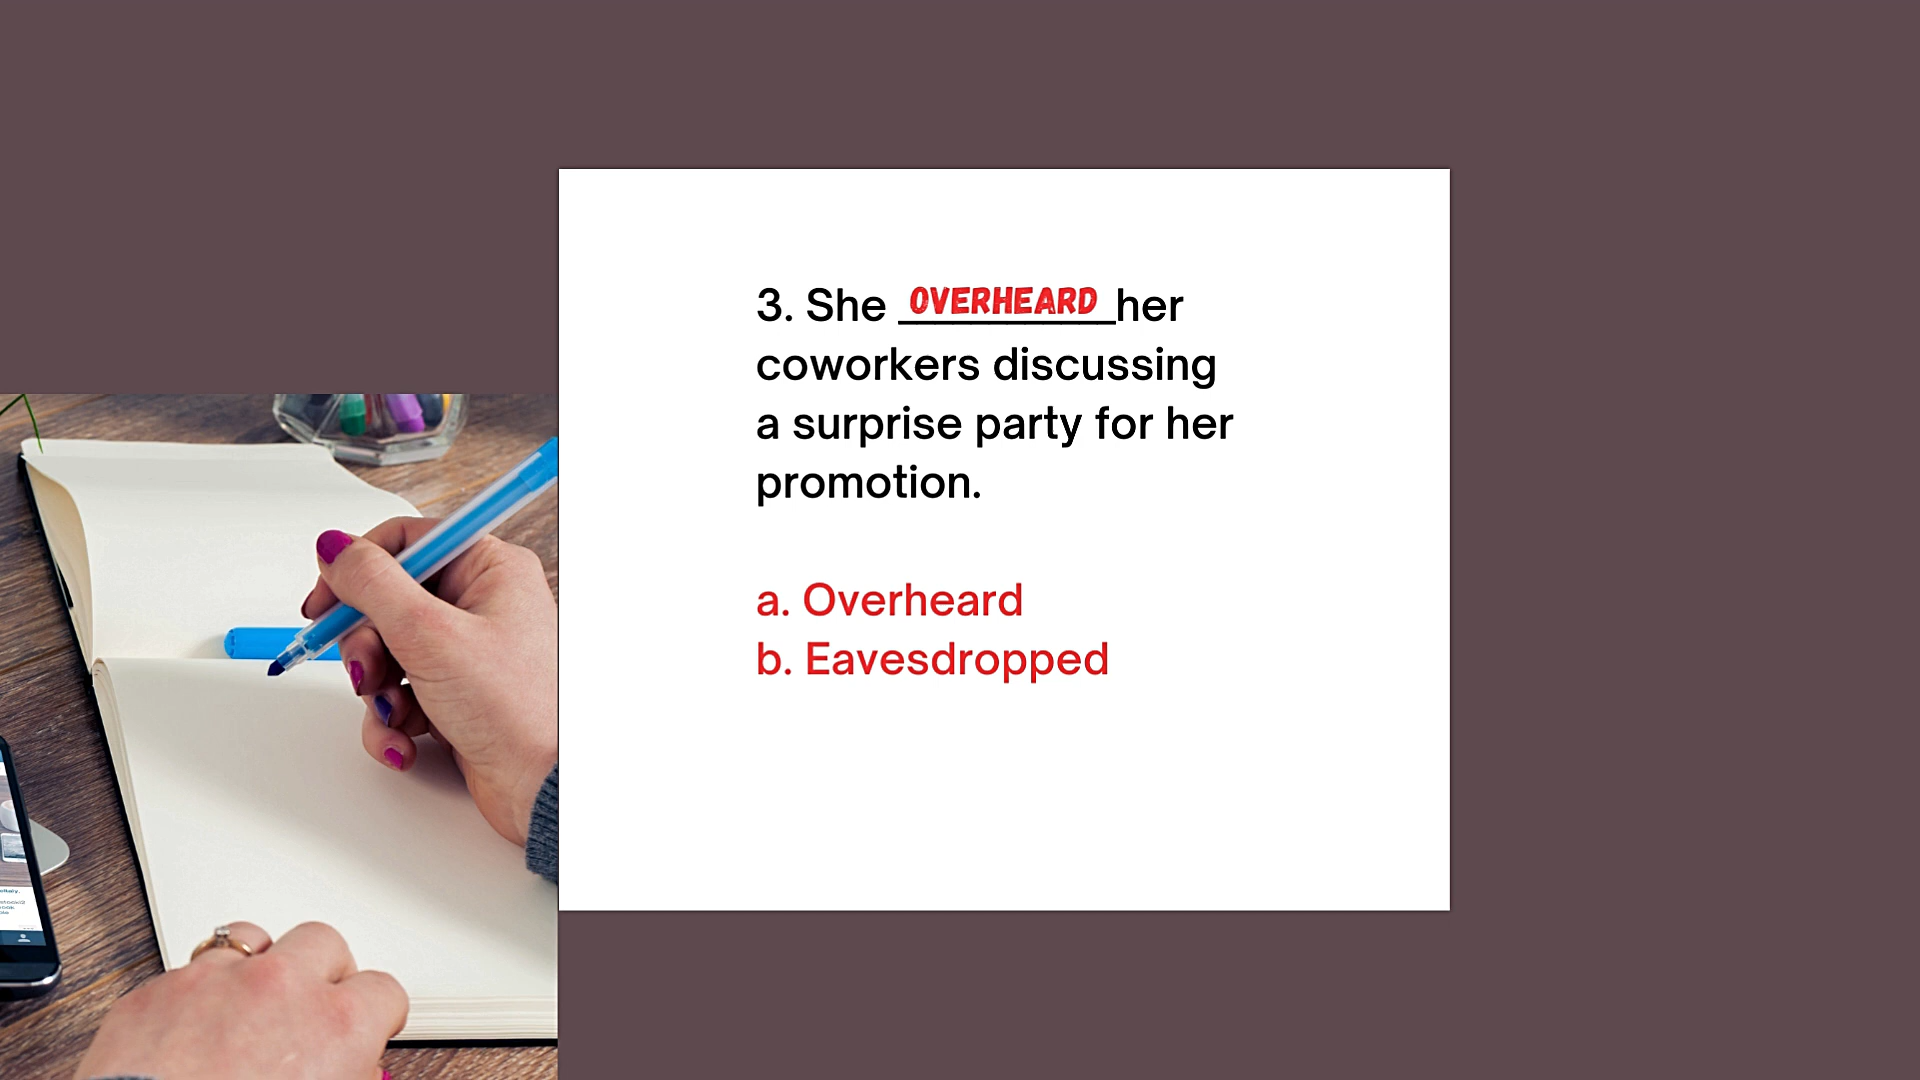 3. She OVERHEARD her
coworkers discussing
a surprise party for her
promotion.
a. Overheard
b. Eavesdropped